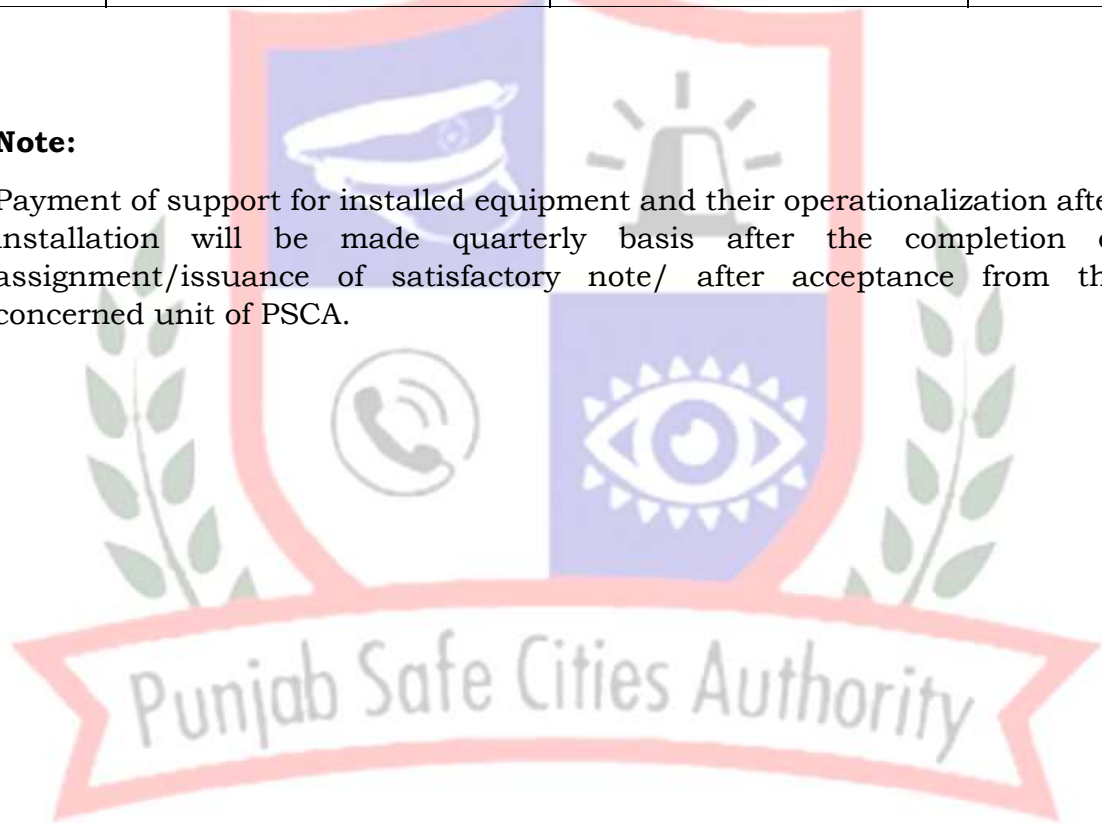 Note:
Payment of support for installed equipment and their operationalization afte
installation will be made quarterly basis after the completion
assignment/issuance of satisfactory note/ after acceptance from th
concerned unit of PSCA.
Punjab Safe Cities Authority